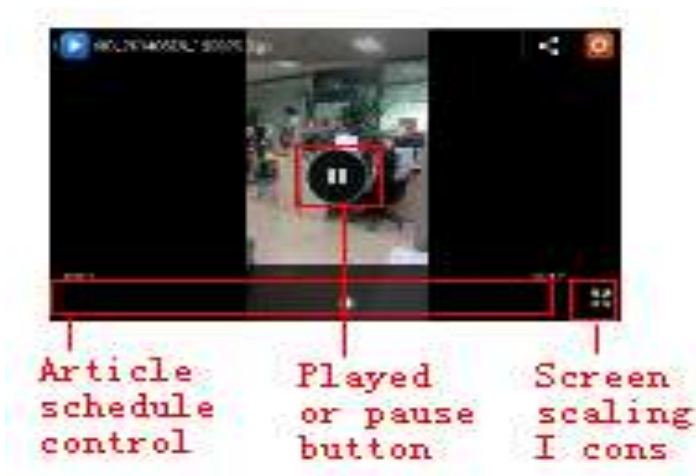 Article
schedule
control
Played
or pause
button
Screen
scaling
I cons